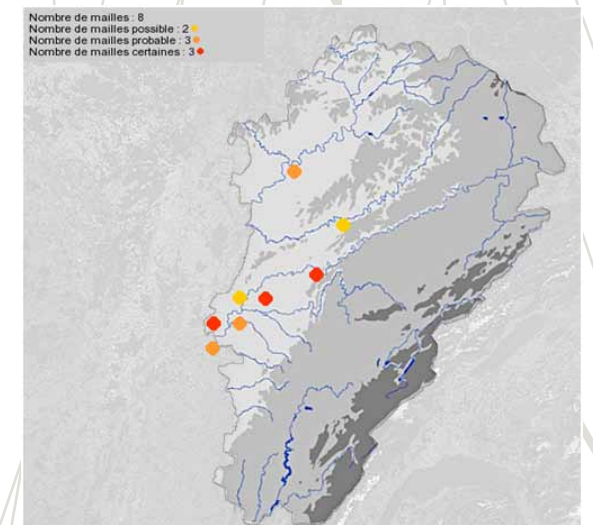 Nombre de mailles : 8
Nombre de mailles possible : 2
Nombre de mailles probable : 3
Nombre de mailles certaines : 3